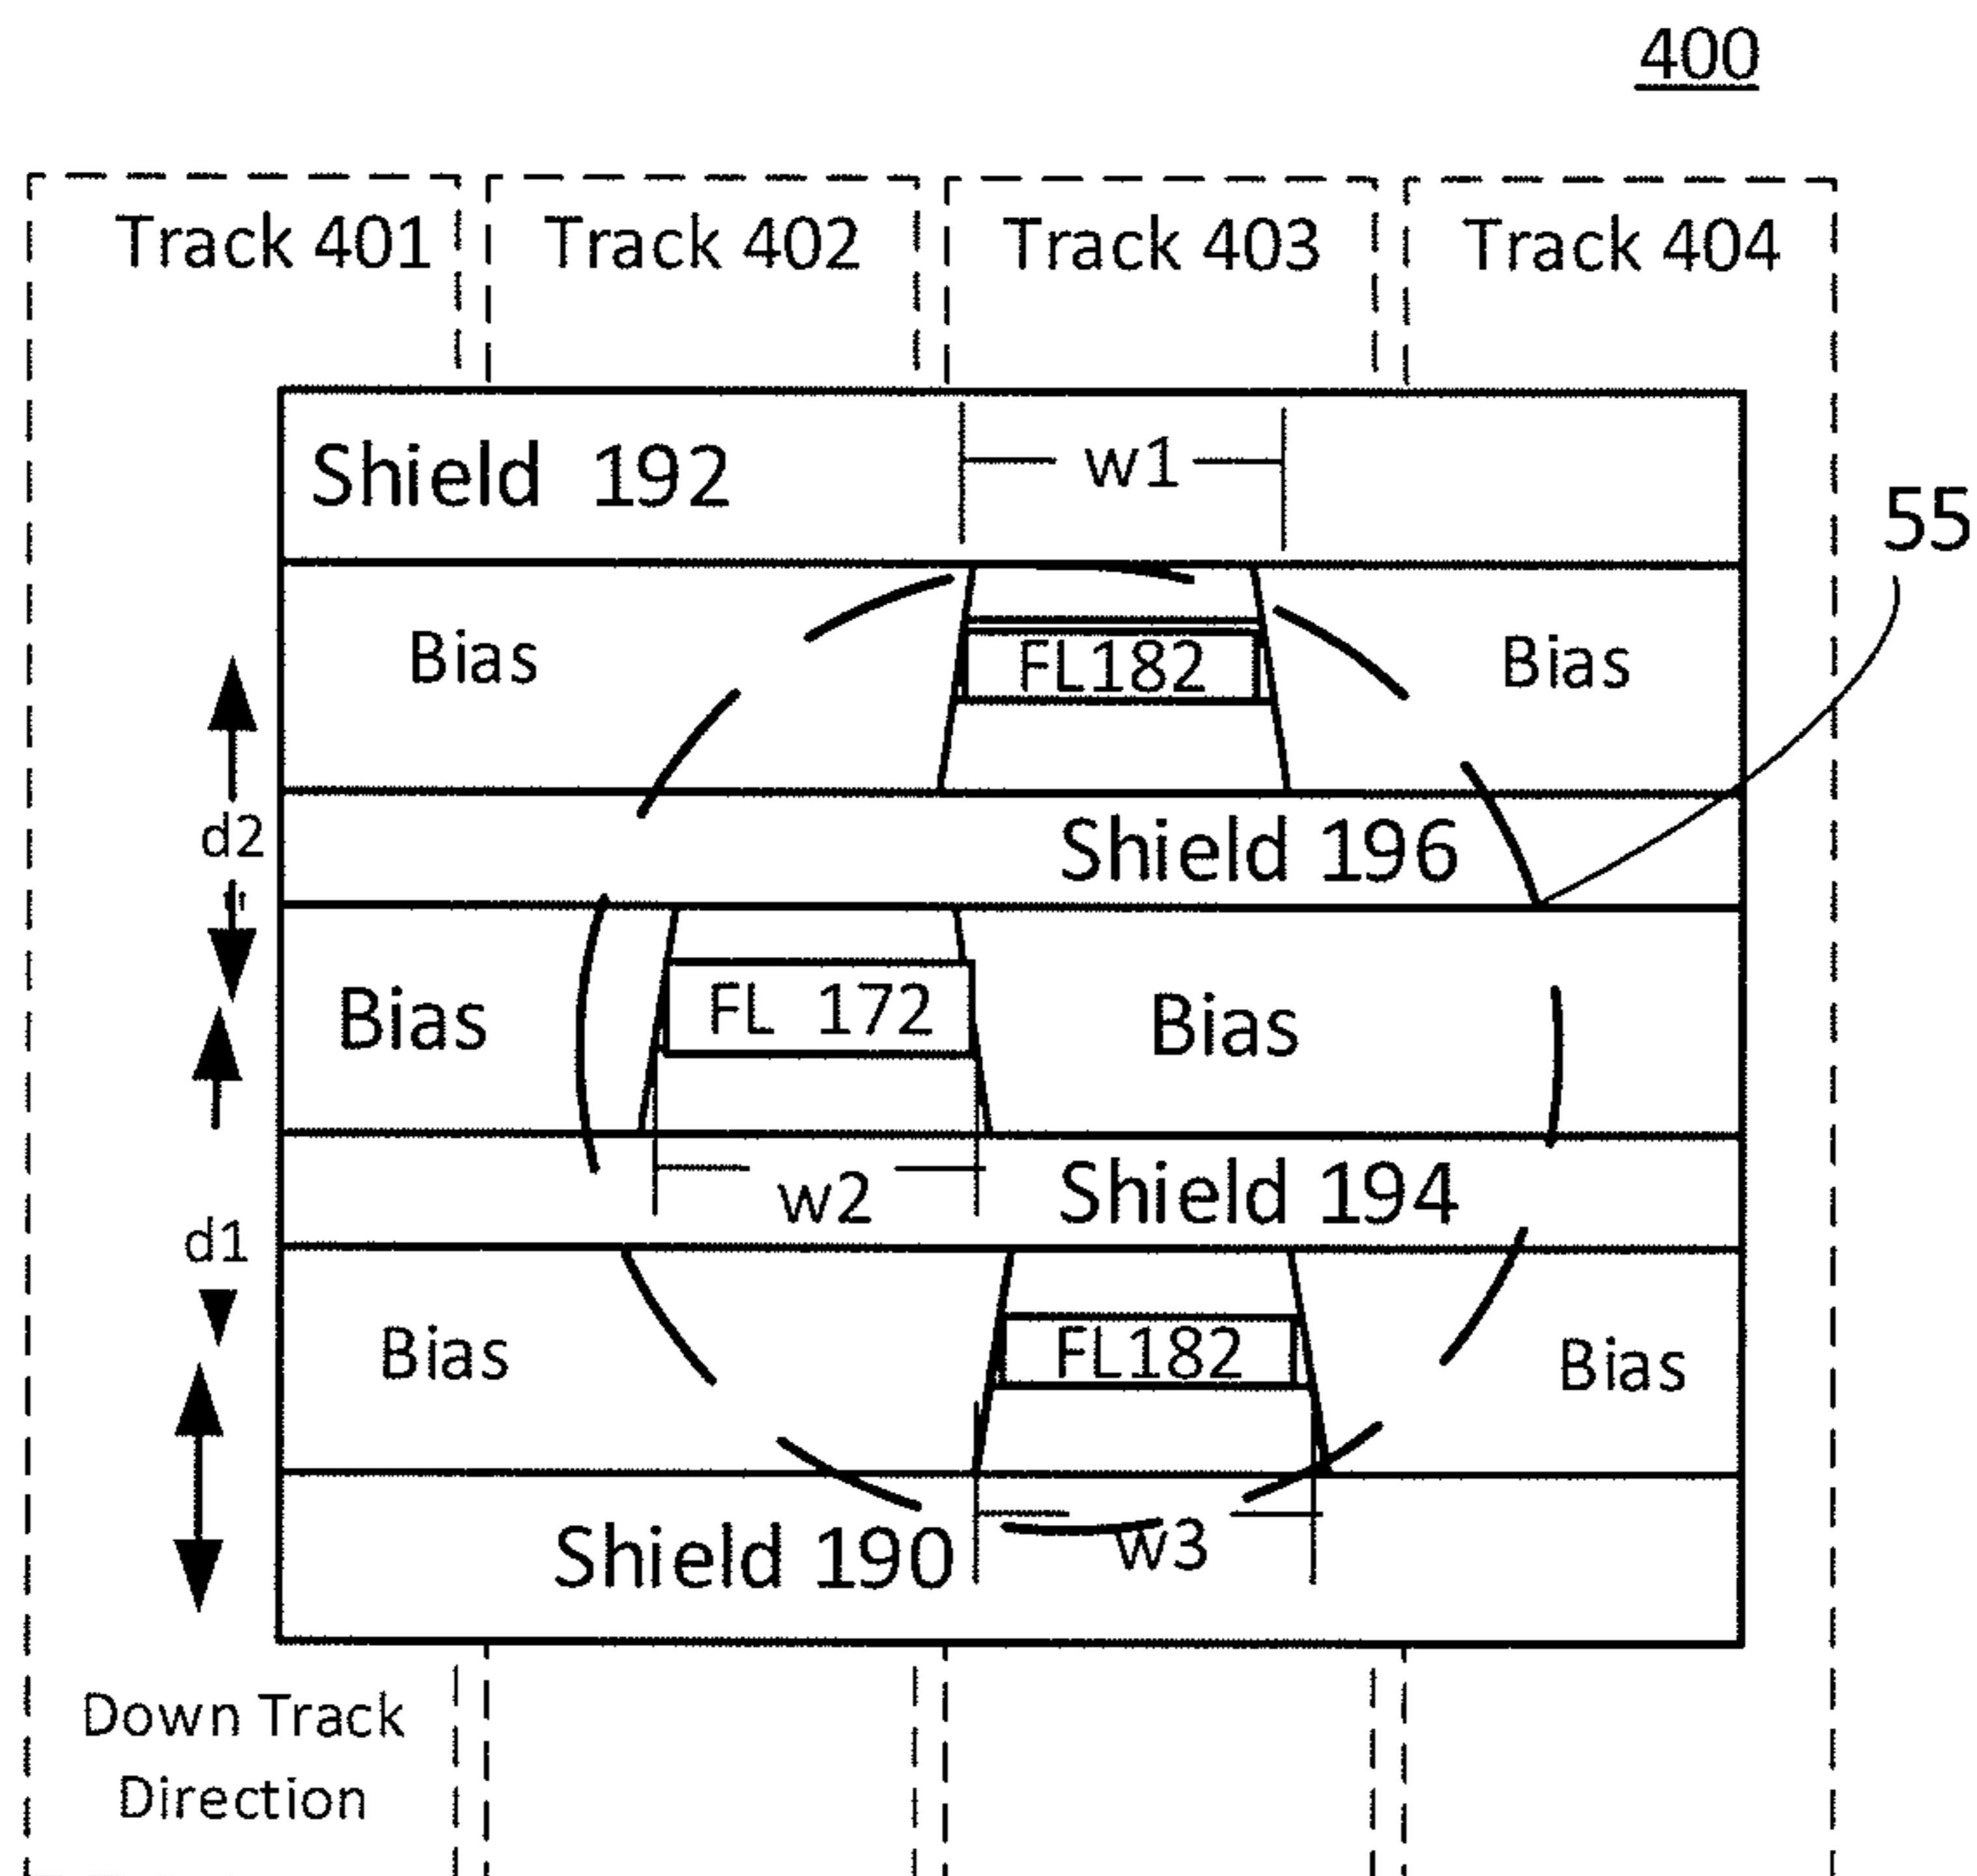 400
Track 401 Track 402 Track 403 Track 404
Shield 192
w1
55
Bias FL182 Bias
d2
Shield 196
Bias FL 172 Bias
w2
Shield 194
d1
Bias FL182 Bias
Shield 190
w3
Down Track
Direction